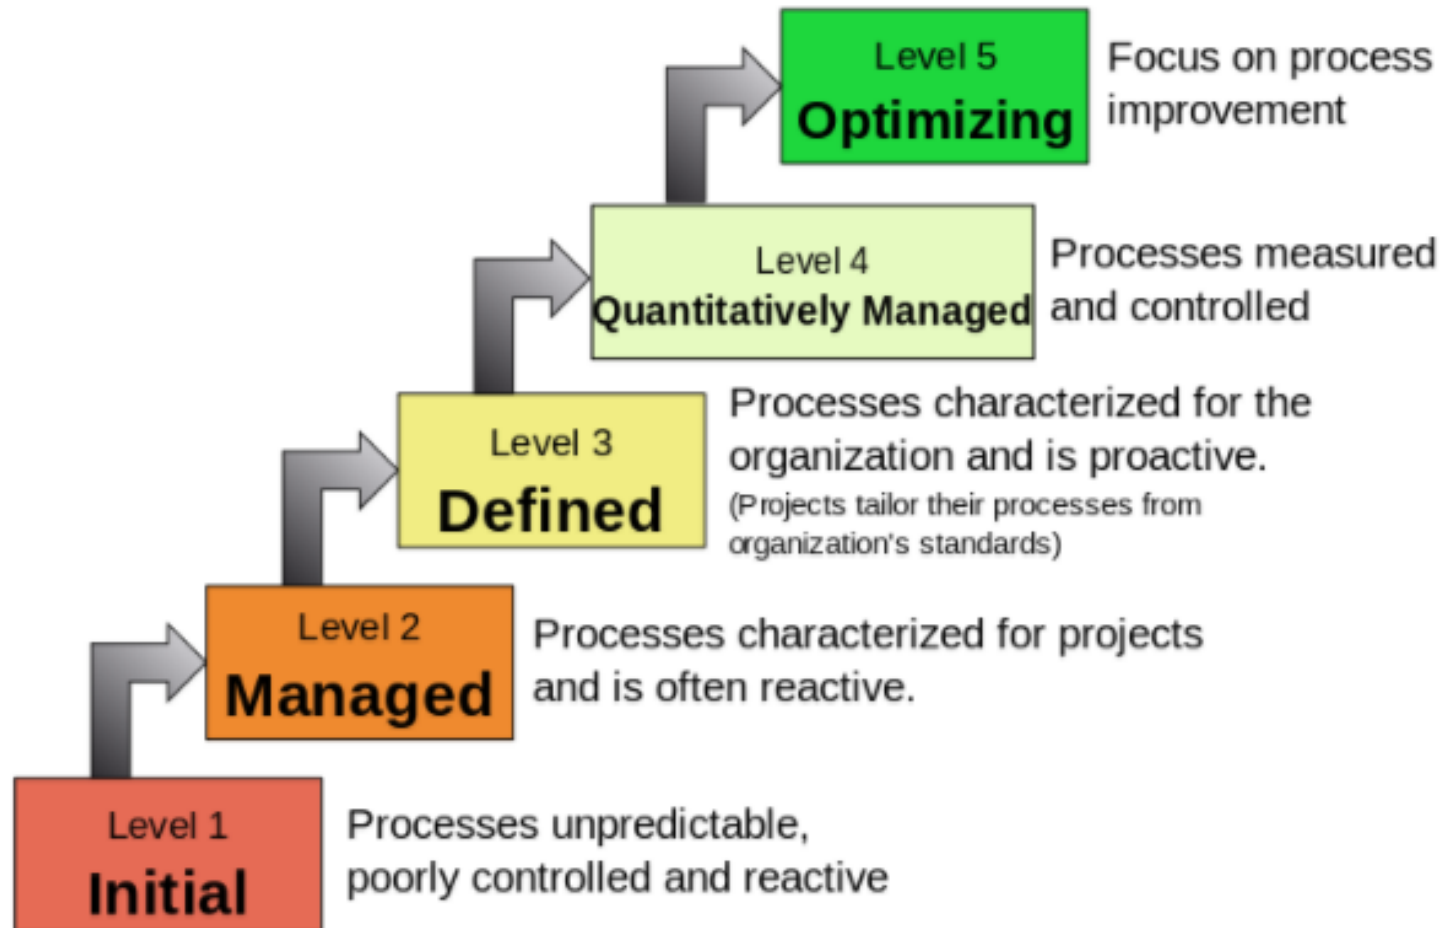 Level 5
Optimizing
Focus on process
improvement
Level 4
Quantitatively Managed
Processes measured
and controlled
Level 3
Defined
Processes characterized for the
organization and is proactive.
(Projects tailor their processes from
organization's standards)
Level 2
Managed
Processes characterized for projects
and is often reactive.
Level 1
Initial
Processes unpredictable,
poorly controlled and reactive